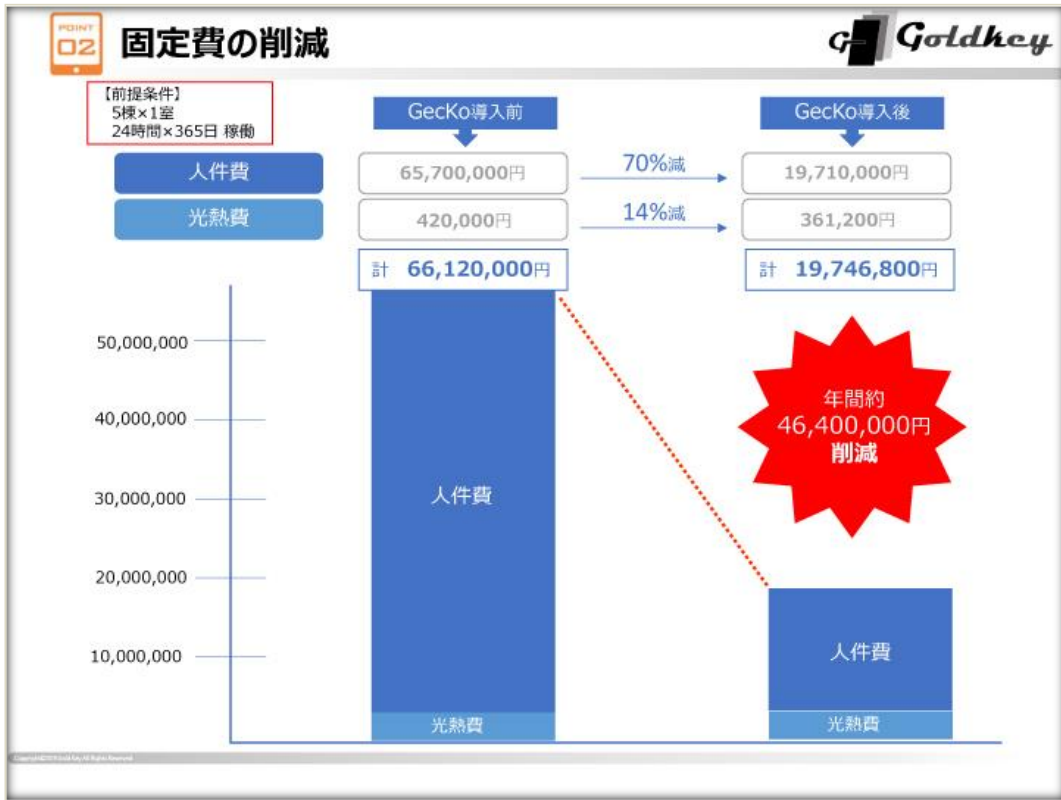 POINT
02
固定費の削減
G Goldkey
【前提条件】
5棟×1室
24時間×365日 稼働
GecKo導入前
GecKo導入後
人件費
65,700,000円
70%減
19,710,000円
光熱費
420,000円
14%減
361,200円
計 66,120,000円
計 19,746,800円
50,000,000
40,000,000
30,000,000
20,000,000
10,000,000
年間約
46,400,000円
削減
人件費
人件費
光熱費
光熱費